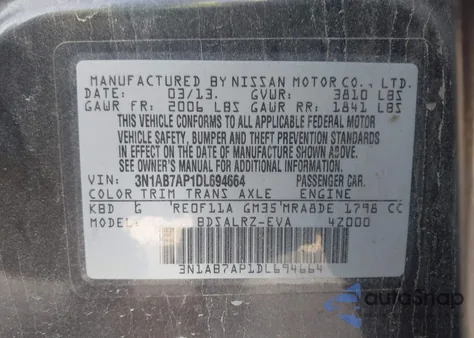 MANUFACTURED BY NISSAN MOTOR CO., LTD.
DATE: 03/13. GVWR: 3810 LBS
GAWR FR: 2006 LBS GAWR RR: 1841 LBS
THIS VEHICLE CONFORMS TO ALL APPLICABLE FEDERAL MOTOR
VEHICLE SAFETY, BUMPER AND THEFT PREVENTION STANDARDS
IN EFFECT ON THE DATE OF MANUFACTURE SHOWN ABOVE.
SEE OWNER'S MANUAL FOR ADDITIONAL INFORMATION.
VIN: 3N1AB7AP1DL694664 PASSENGER CAR.
COLOR TRIM TRANS AXLE ENGINE
KBD G RE0F11A GM35 MRA8DE 1798 CC
MODEL: BDSALRZ-EVA 42000
3N1AB7AP1DL694664
AutoSnap